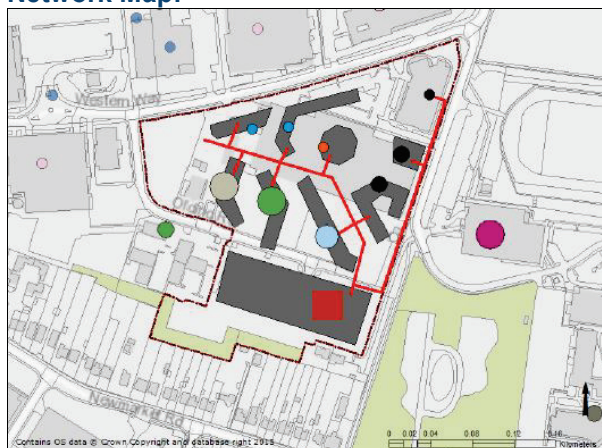 Network Map:
Western Way
Newmarket Rd
0 0.02 0.04 0.08 0.12 0.16
Kilometers
Contains OS data © Crown Copyright and database right 2015